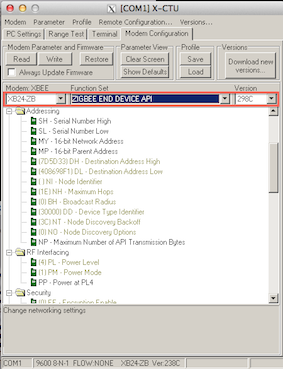 [COM1] X-CTU
Modem Parameter Profile Remote Configuration... Versions...
PC Settings Range Test Terminal Modem Configuration
Modem Parameter and Firmware Parameter View Profile Versions
Read Write Restore Clear Screen Save Download new versions...
Always Update Firmware Show Defaults Load
Modem: XBEE Function Set Version
XB24-ZB ZIGBEE END DEVICE API 298C
Addressing
SH - Serial Number High
SL - Serial Number Low
MY - 16-bit Network Address
MP - 16-bit Parent Address
(7D5D33) DH - Destination Address High
(408698F1) DL - Destination Address Low
( ) NI - Node Identifier
(1E) NH - Maximum Hops
(0) BH - Broadcast Radius
(30000) DD - Device Type Identifier
(3C) NT - Node Discovery Backoff
(0) NO - Node Discovery Options
NP - Maximum Number of API Transmission Bytes
RF Interfacing
(4) PL - Power Level
(1) PM - Power Mode
PP - Power at PL4
Security
(0) EE - Encryption Enable
Change networking settings
COM1 9600 8-N-1 FLOW:NONE XB24-ZB Ver:298C